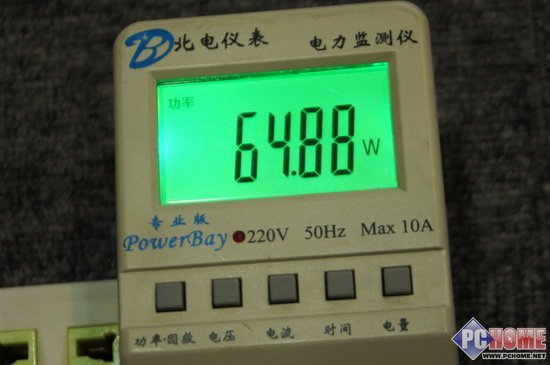 北电仪表 电力监测仪
功率
64.88 W
专业版
PowerBay 220V 50Hz Max 10A
功率·因数 电压 电流 时间 电量
PCHOME
WWW.PCHOME.NET